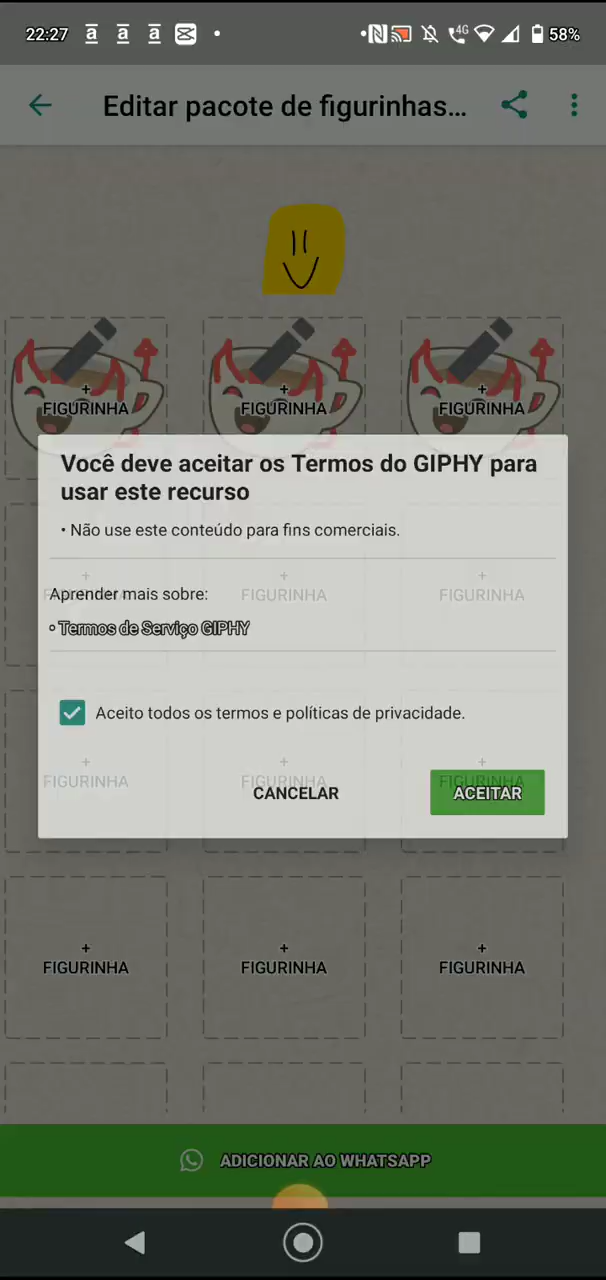 22:27 a a a 4G 58%
Editar pacote de figurinhas...
+ + +
FIGURINHA FIGURINHA FIGURINHA
Você deve aceitar os Termos do GIPHY para
usar este recurso
• Não use este conteúdo para fins comerciais.
+ + +
FIGURINHA FIGURINHA FIGURINHA
Aprender mais sobre:
• Termos de Serviço GIPHY
Aceito todos os termos e políticas de privacidade.
+ + +
FIGURINHA FIGURINHA FIGURINHA
CANCELAR ACEITAR
+ + +
FIGURINHA FIGURINHA FIGURINHA
ADICIONAR AO WHATSAPP